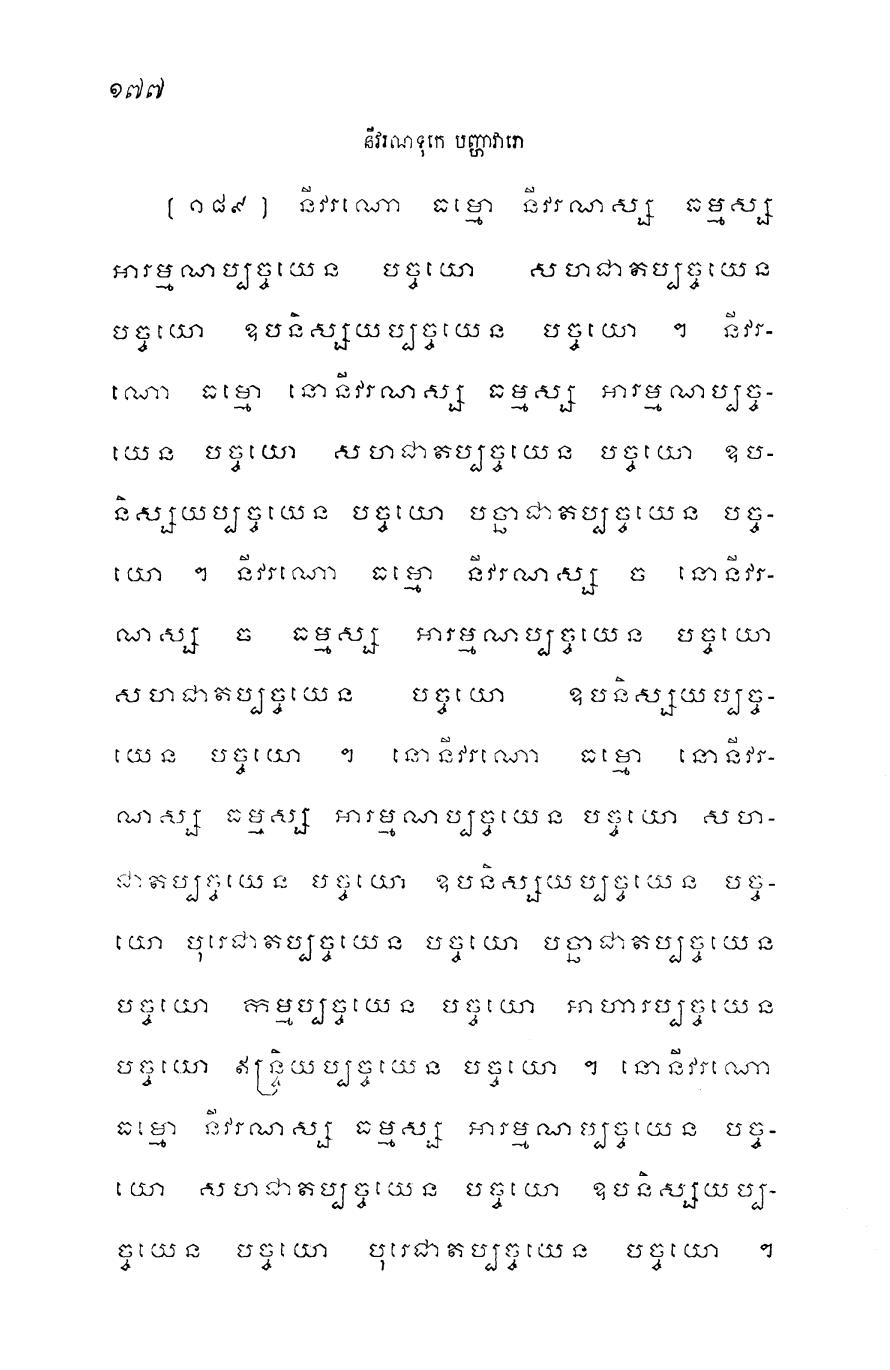 ១៧៧
នីវរណទុកេ បញ្ហាវារោ
[ ១៨៩ ] នីវរណោ ធម្មោ នីវរណស្ស ធម្មស្ស
អារម្មណប្បច្ចយេន បច្ចយោ សហជាតប្បច្ចយេន
បច្ចយោ ឧបនិស្សយប្បច្ចយេន បច្ចយោ ។ នីវរ-
ណោ ធម្មោ នោនីវរណស្ស ធម្មស្ស អារម្មណប្បច្ច-
យេន បច្ចយោ សហជាតប្បច្ចយេន បច្ចយោ ឧប-
និស្សយប្បច្ចយេន បច្ចយោ បច្ឆាជាតប្បច្ចយេន បច្ច-
យោ ។ នីវរណោ ធម្មោ នីវរណស្ស ច នោនីវរ-
ណស្ស ច ធម្មស្ស អារម្មណប្បច្ចយេន បច្ចយោ
សហជាតប្បច្ចយេន បច្ចយោ ឧបនិស្សយប្បច្ច-
យេន បច្ចយោ ។ នោនីវរណោ ធម្មោ នោនីវរ-
ណស្ស ធម្មស្ស អារម្មណប្បច្ចយេន បច្ចយោ សហ-
ជាតប្បច្ចយេន បច្ចយោ ឧបនិស្សយប្បច្ចយេន បច្ច-
យោ បុរេជាតប្បច្ចយេន បច្ចយោ បច្ឆាជាតប្បច្ចយេន
បច្ចយោ កម្មប្បច្ចយេន បច្ចយោ អាហារប្បច្ចយេន
បច្ចយោ ឥន្ទ្រិយប្បច្ចយេន បច្ចយោ ។ នោនីវរណោ
ធម្មោ នីវរណស្ស ធម្មស្ស អារម្មណប្បច្ចយេន បច្ច-
យោ សហជាតប្បច្ចយេន បច្ចយោ ឧបនិស្សយប្ប-
ច្ចយេន បច្ចយោ បុរេជាតប្បច្ចយេន បច្ចយោ ។